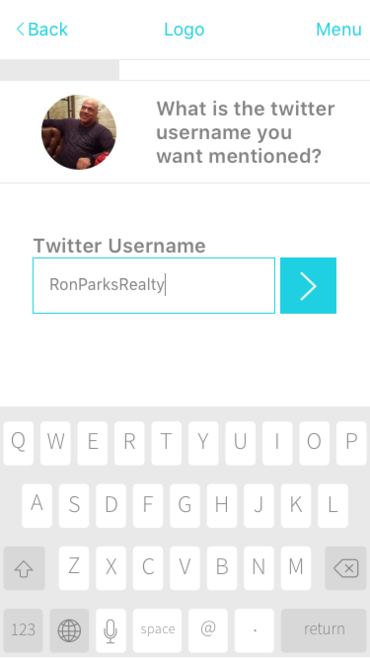 Back Logo Menu
What is the twitter
username you
want mentioned?
Twitter Username
RonParksRealty
Q W E R T Y U I O P
A S D F G H J K L
Z X C V B N M
123 space @ . return